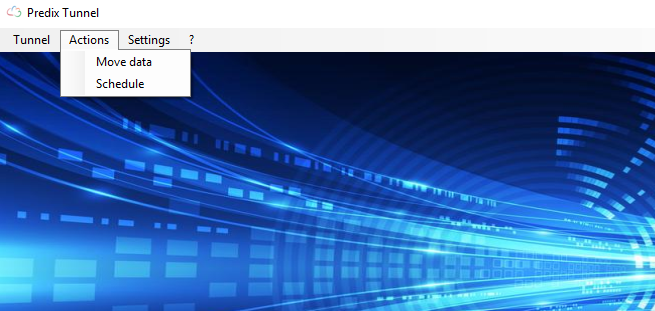 Predix Tunnel
Tunnel Actions Settings ?
Move data
Schedule